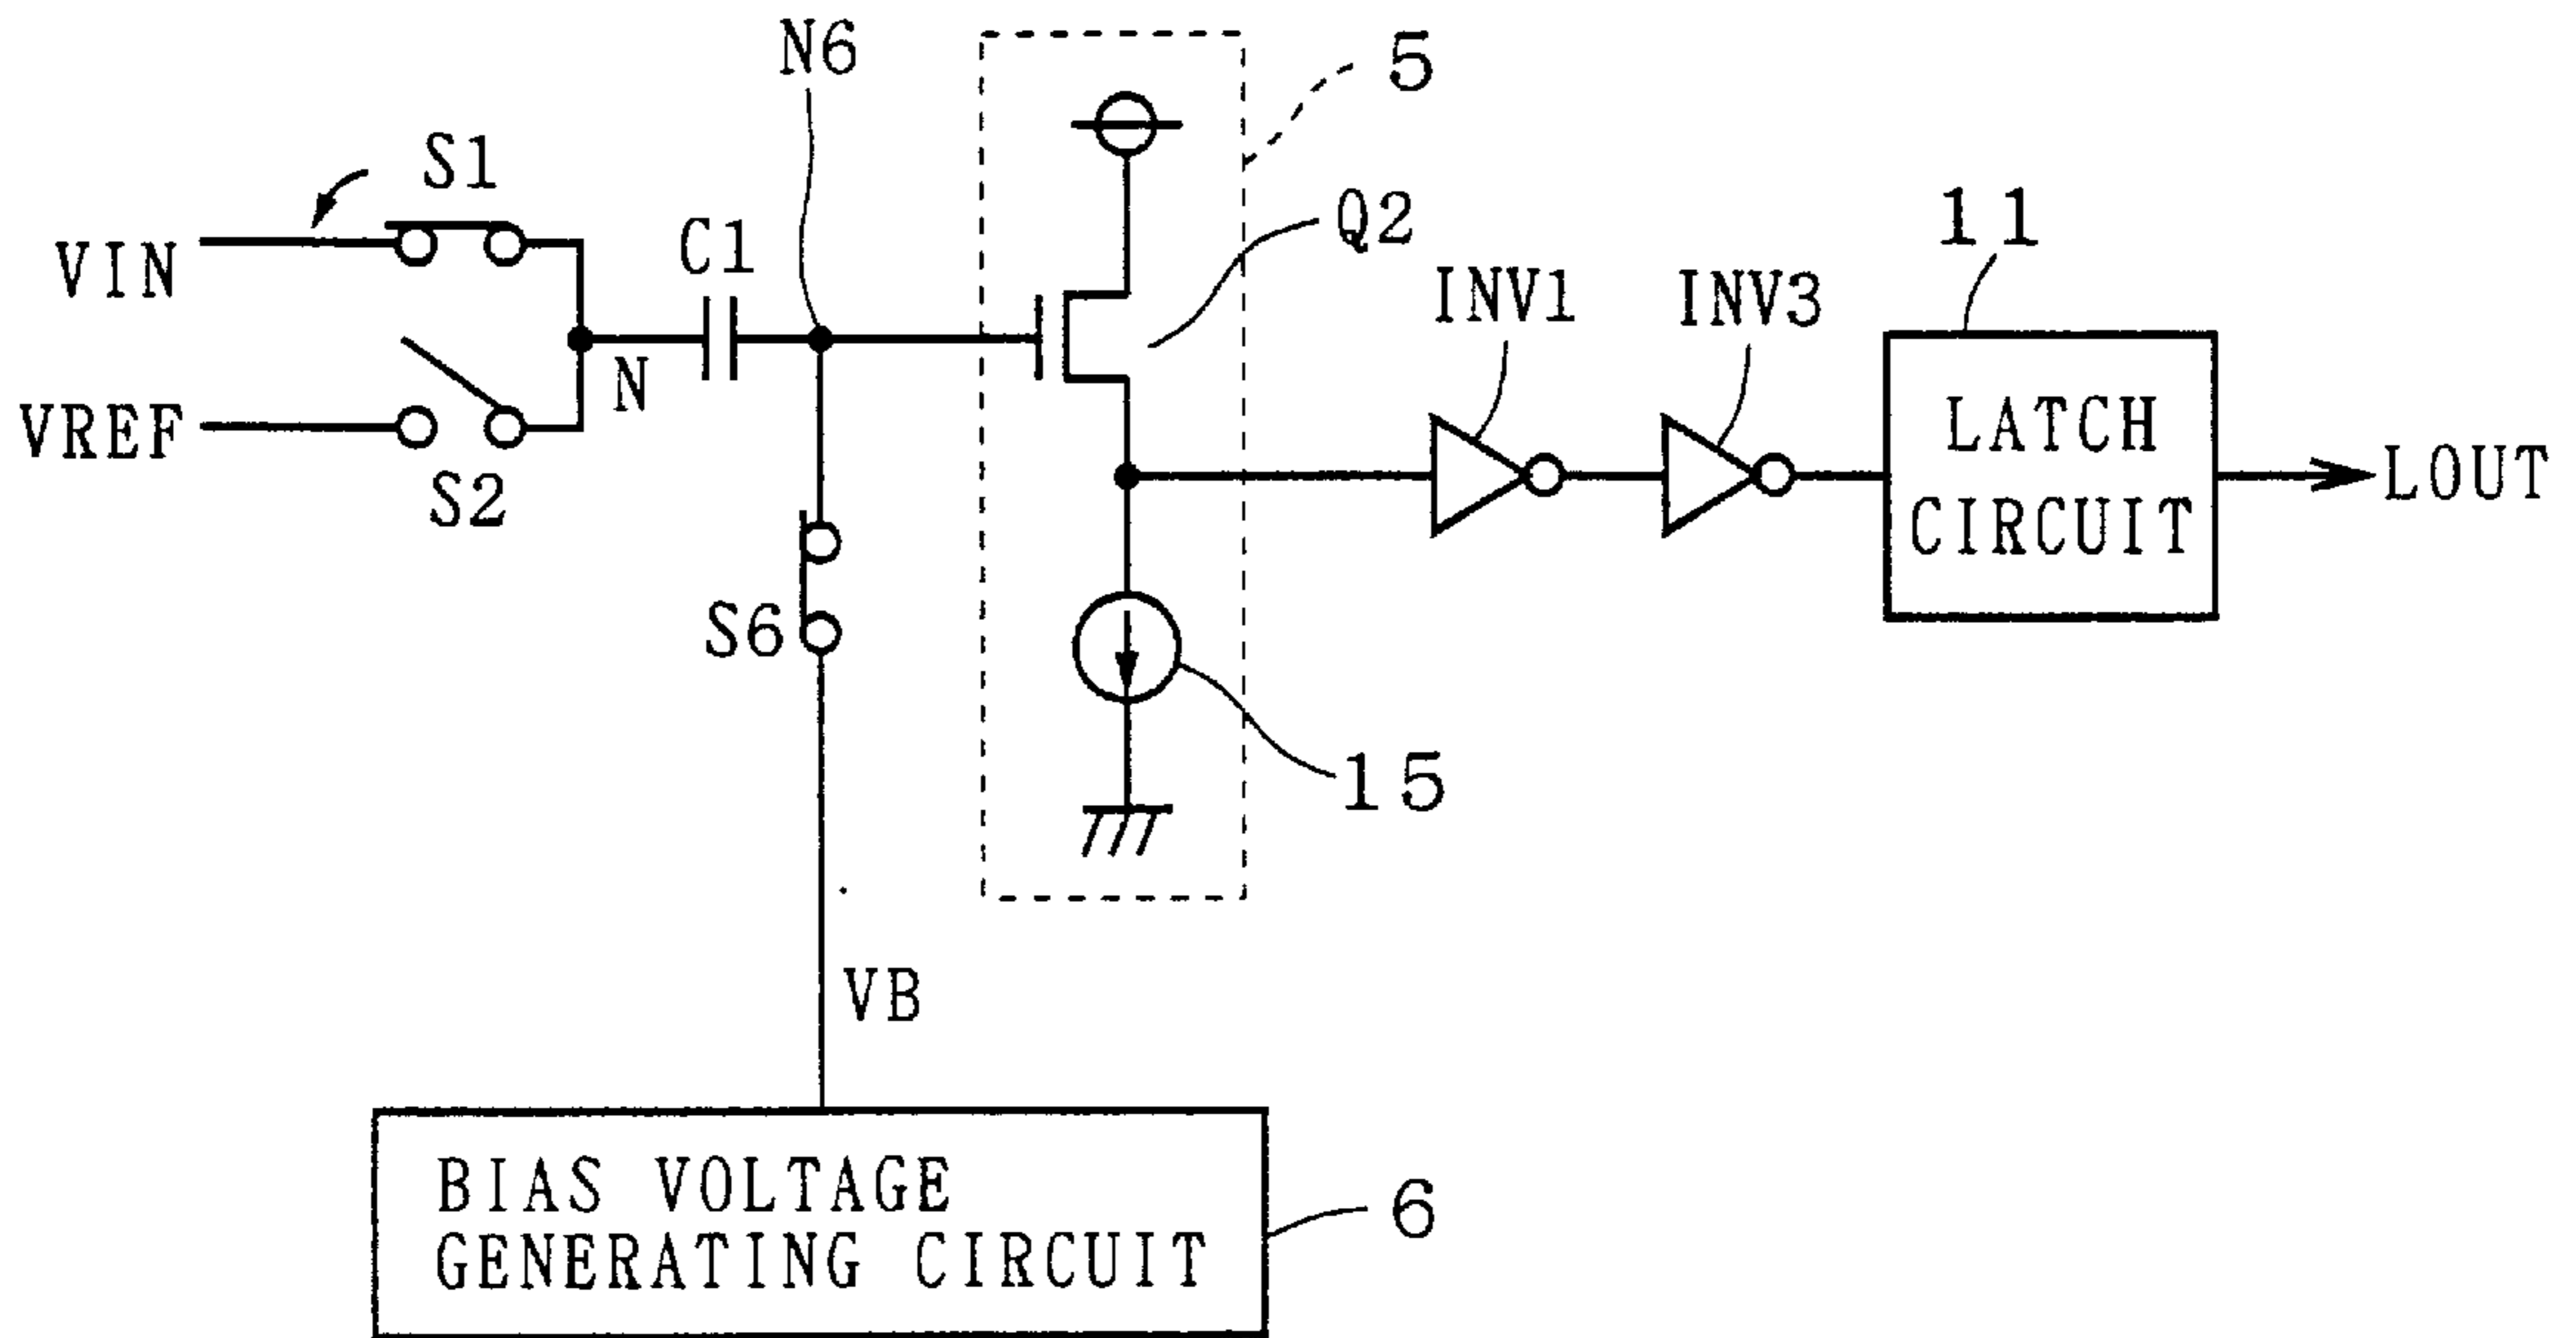 N6
5
S1
Q2
11
VIN
C1
INV1
INV3
N
VREF
LATCH
CIRCUIT
LOUT
S2
S6
15
VB
BIAS VOLTAGE
GENERATING CIRCUIT
6